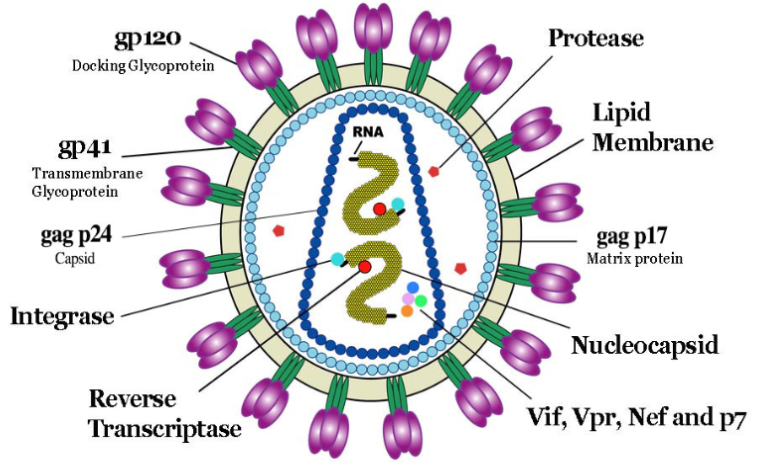 gp120
Docking Glycoprotein
gp41
Transmembrane
Glycoprotein
gag p24
Capsid
Integrase
Reverse
Transcriptase
RNA
Protease
Lipid
Membrane
gag p17
Matrix protein
Nucleocapsid
Vif, Vpr, Nef and p7